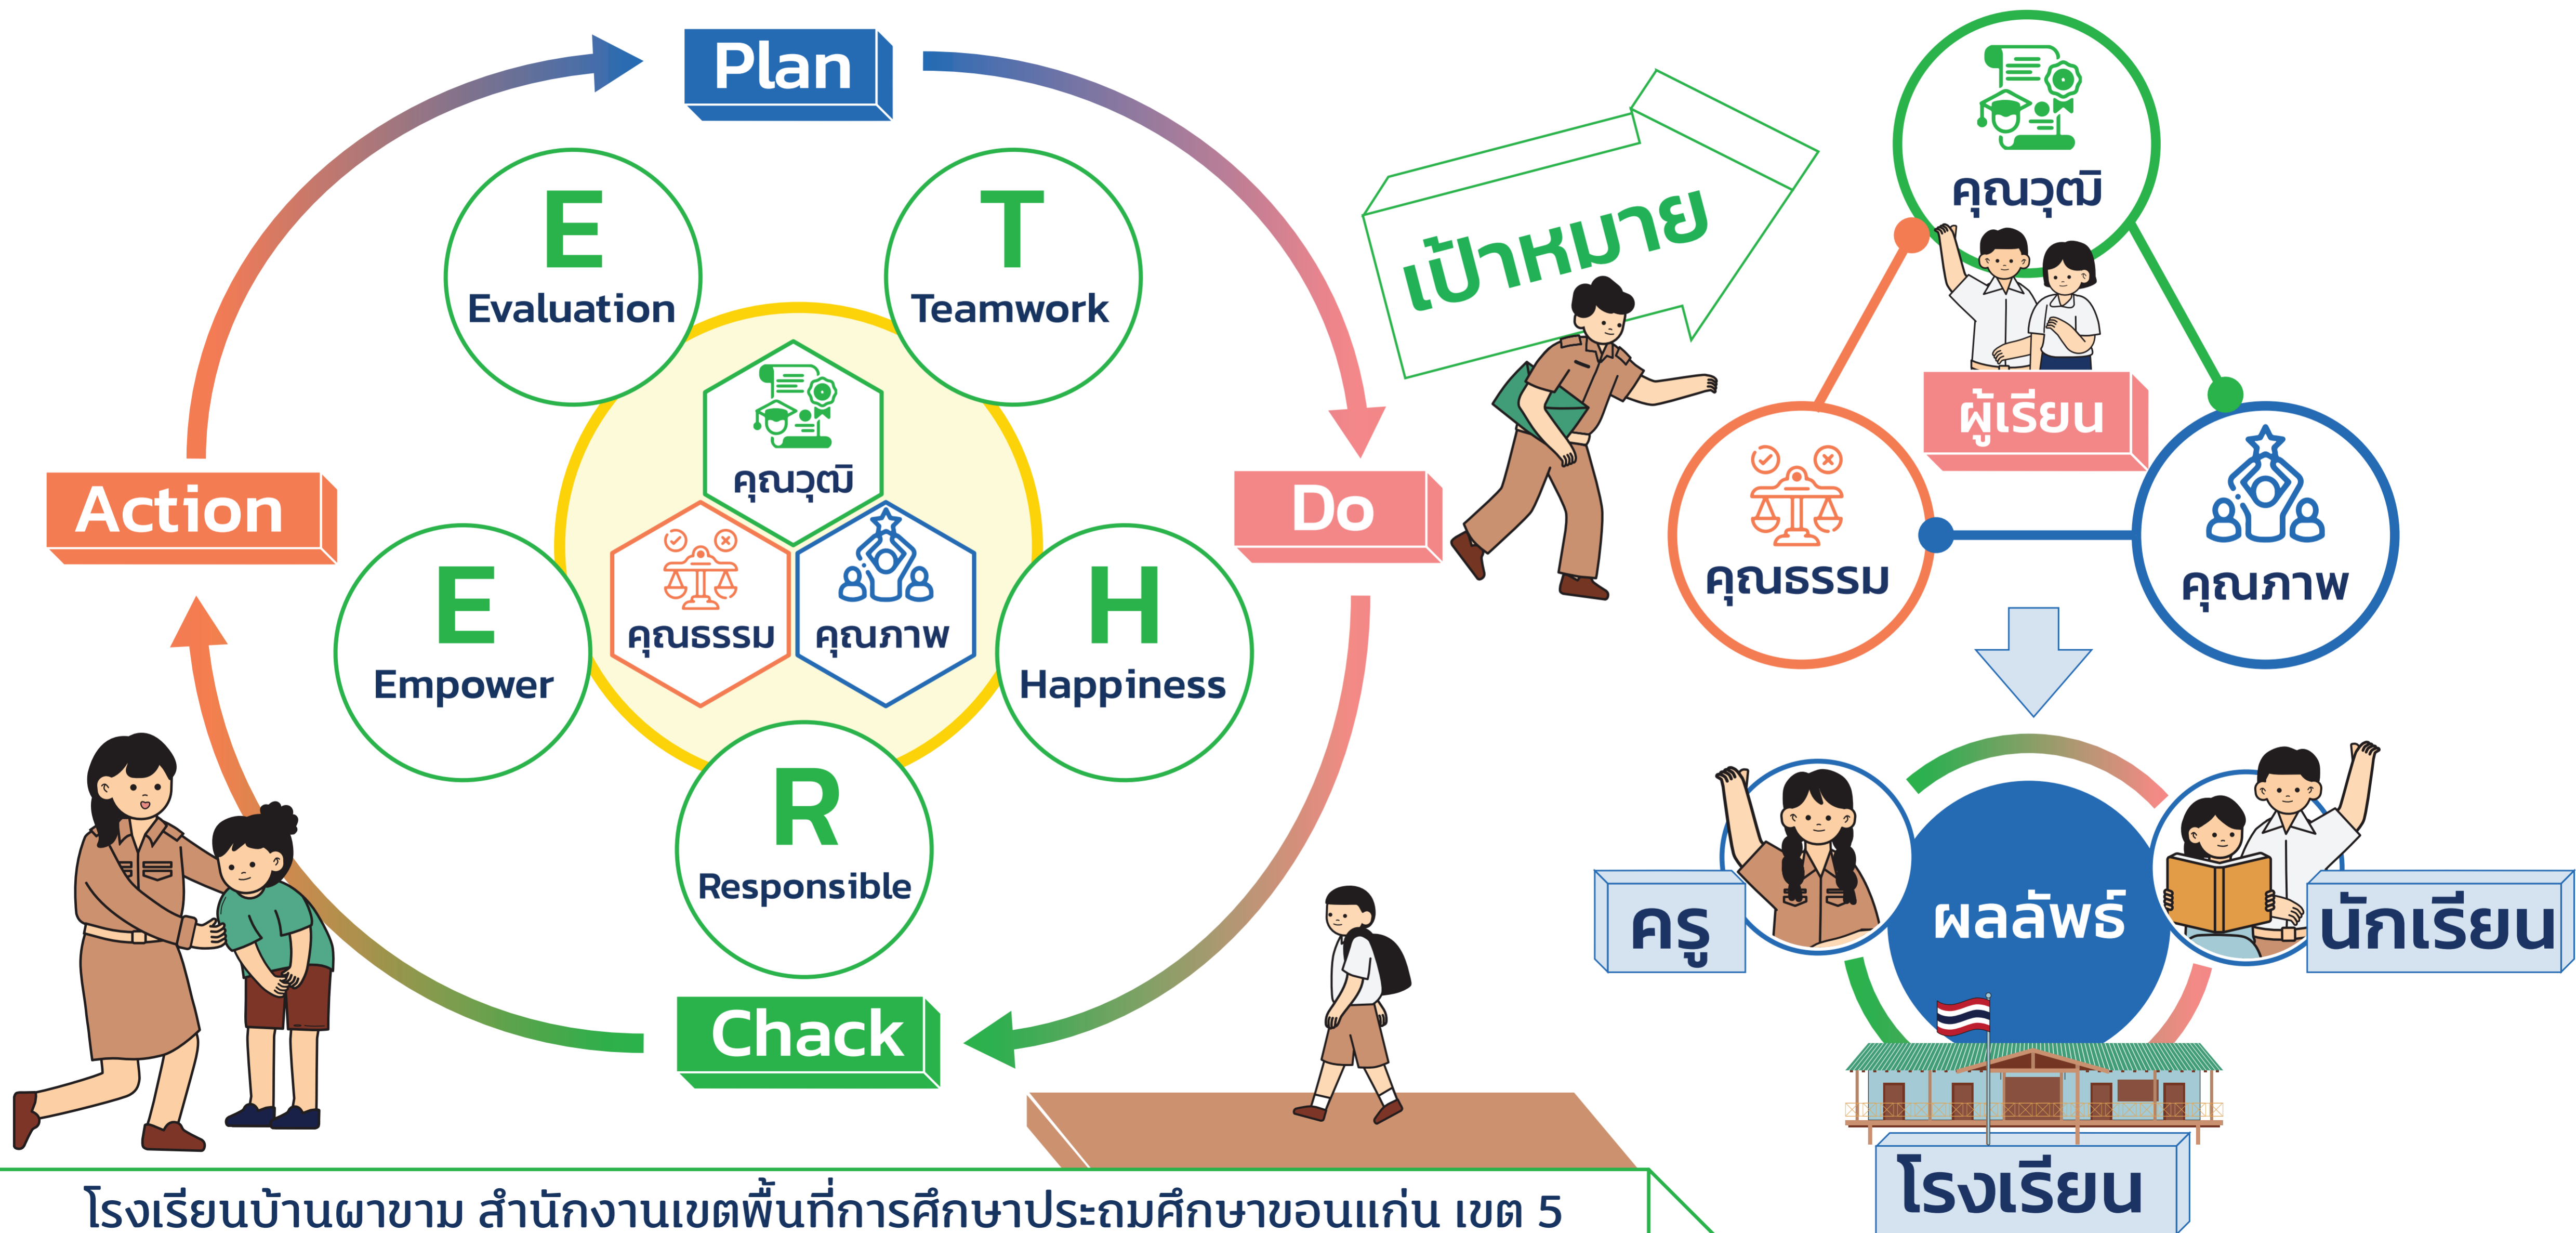 Plan
E
Evaluation
T
Teamwork
คุณวุฒิ
คุณธรรม
คุณภาพ
Action
Do
E
Empower
H
Happiness
R
Responsible
Chack
เป้าหมาย
คุณวุฒิ
ผู้เรียน
คุณธรรม
คุณภาพ
ครู
ผลลัพธ์
นักเรียน
โรงเรียน
โรงเรียนบ้านผาขาม สำนักงานเขตพื้นที่การศึกษาประถมศึกษาขอนแก่น เขต 5